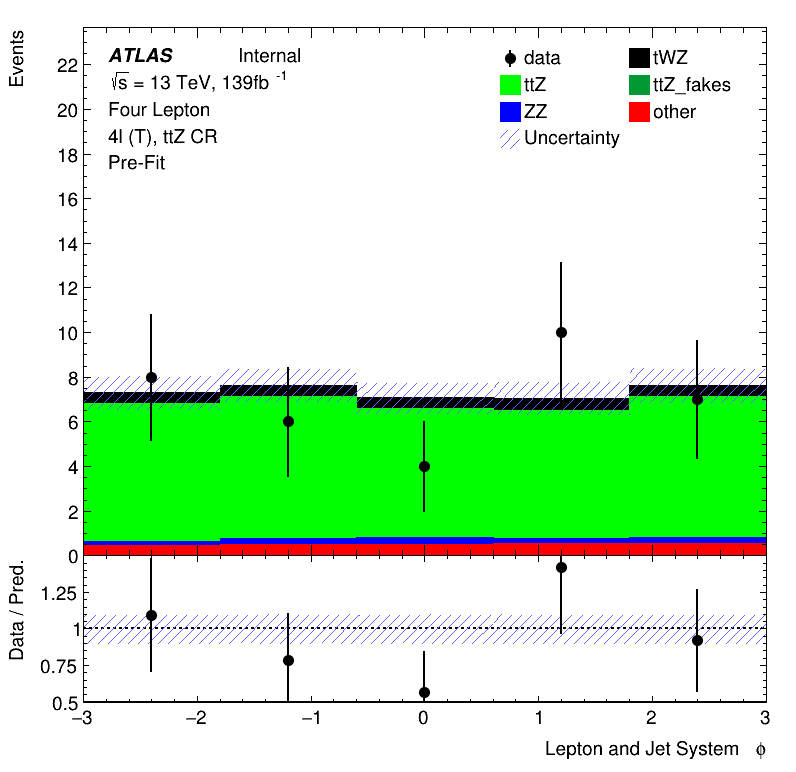 Events
22
20
18
16
14
12
10
8
6
4
2
0
ATLAS Internal
√s = 13 TeV, 139fb⁻¹
Four Lepton
4l (T), ttZ CR
Pre-Fit
data tWZ
ttZ ttZ_fakes
ZZ other
Uncertainty
Data / Pred.
1.25
1
0.75
0.5
−3 −2 −1 0 1 2 3
Lepton and Jet System ϕ